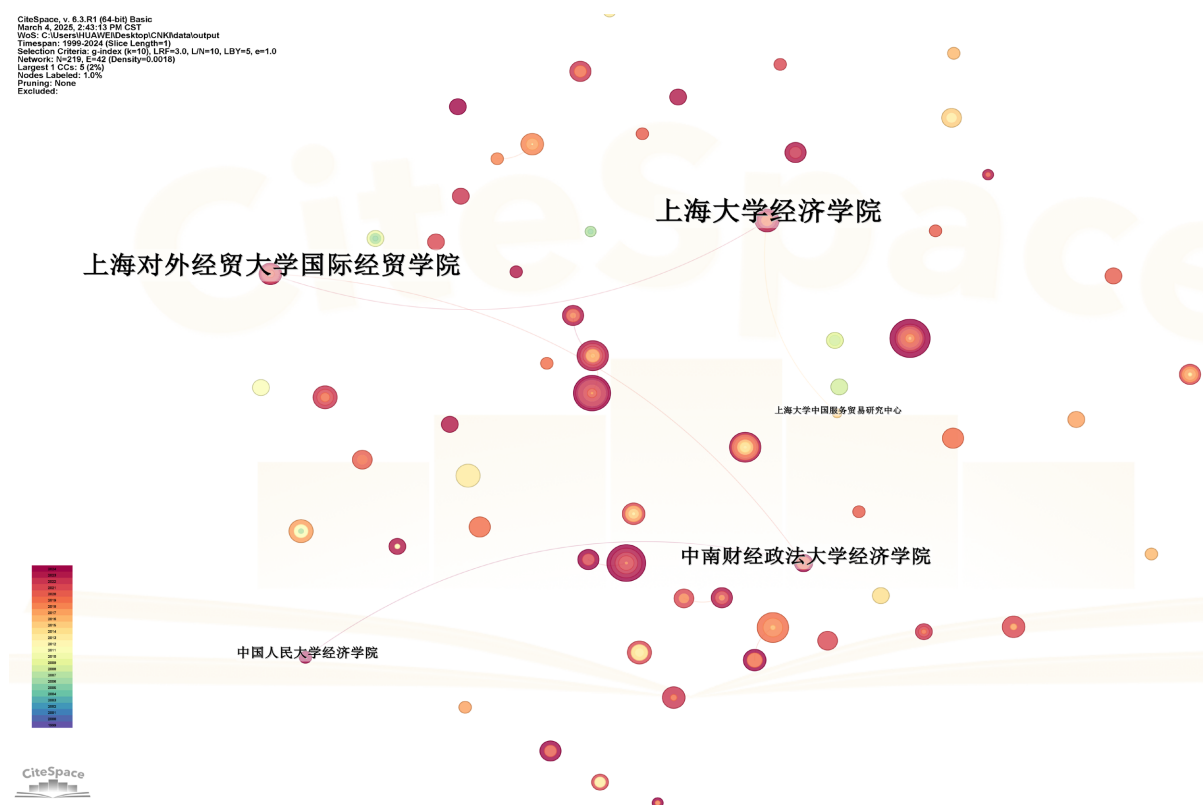 CiteSpace, v. 6.3.R1 (64-bit) Basic
March 4, 2025, 2:43:13 PM CST
WoS: C:\Users\HUAWEI\Desktop\CNKI\data\output
Timespan: 1999-2024 (Slice Length=1)
Selection Criteria: g-index (k=10), LRF=3.0, L/N=10, LBY=5, e=1.0
Network: N=219, E=42 (Density=0.0018)
Largest 1 CCs: 5 (2%)
Nodes Labeled: 1.0%
Pruning: None
Excluded:
CiteSpace
上海大学经济学院
上海对外经贸大学国际经贸学院
上海大学中国服务贸易研究中心
中南财经政法大学经济学院
中国人民大学经济学院
CiteSpace